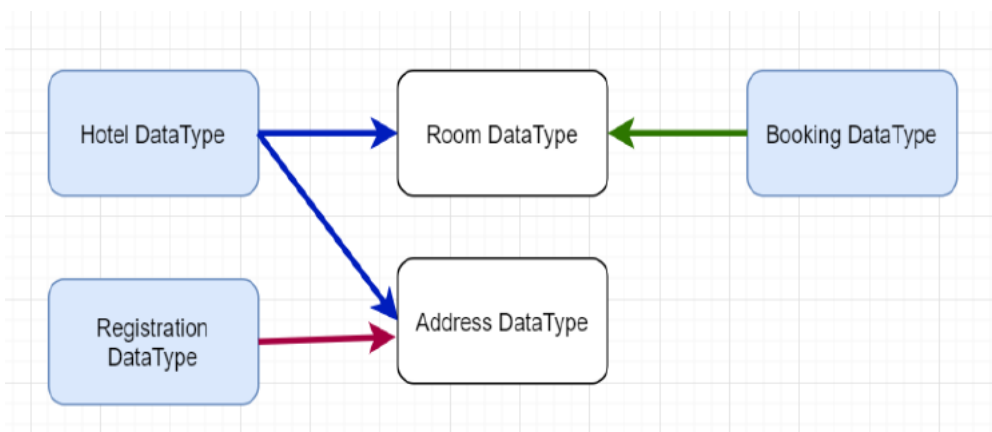 Hotel DataType
Room DataType
Booking DataType
Registration
DataType
Address DataType